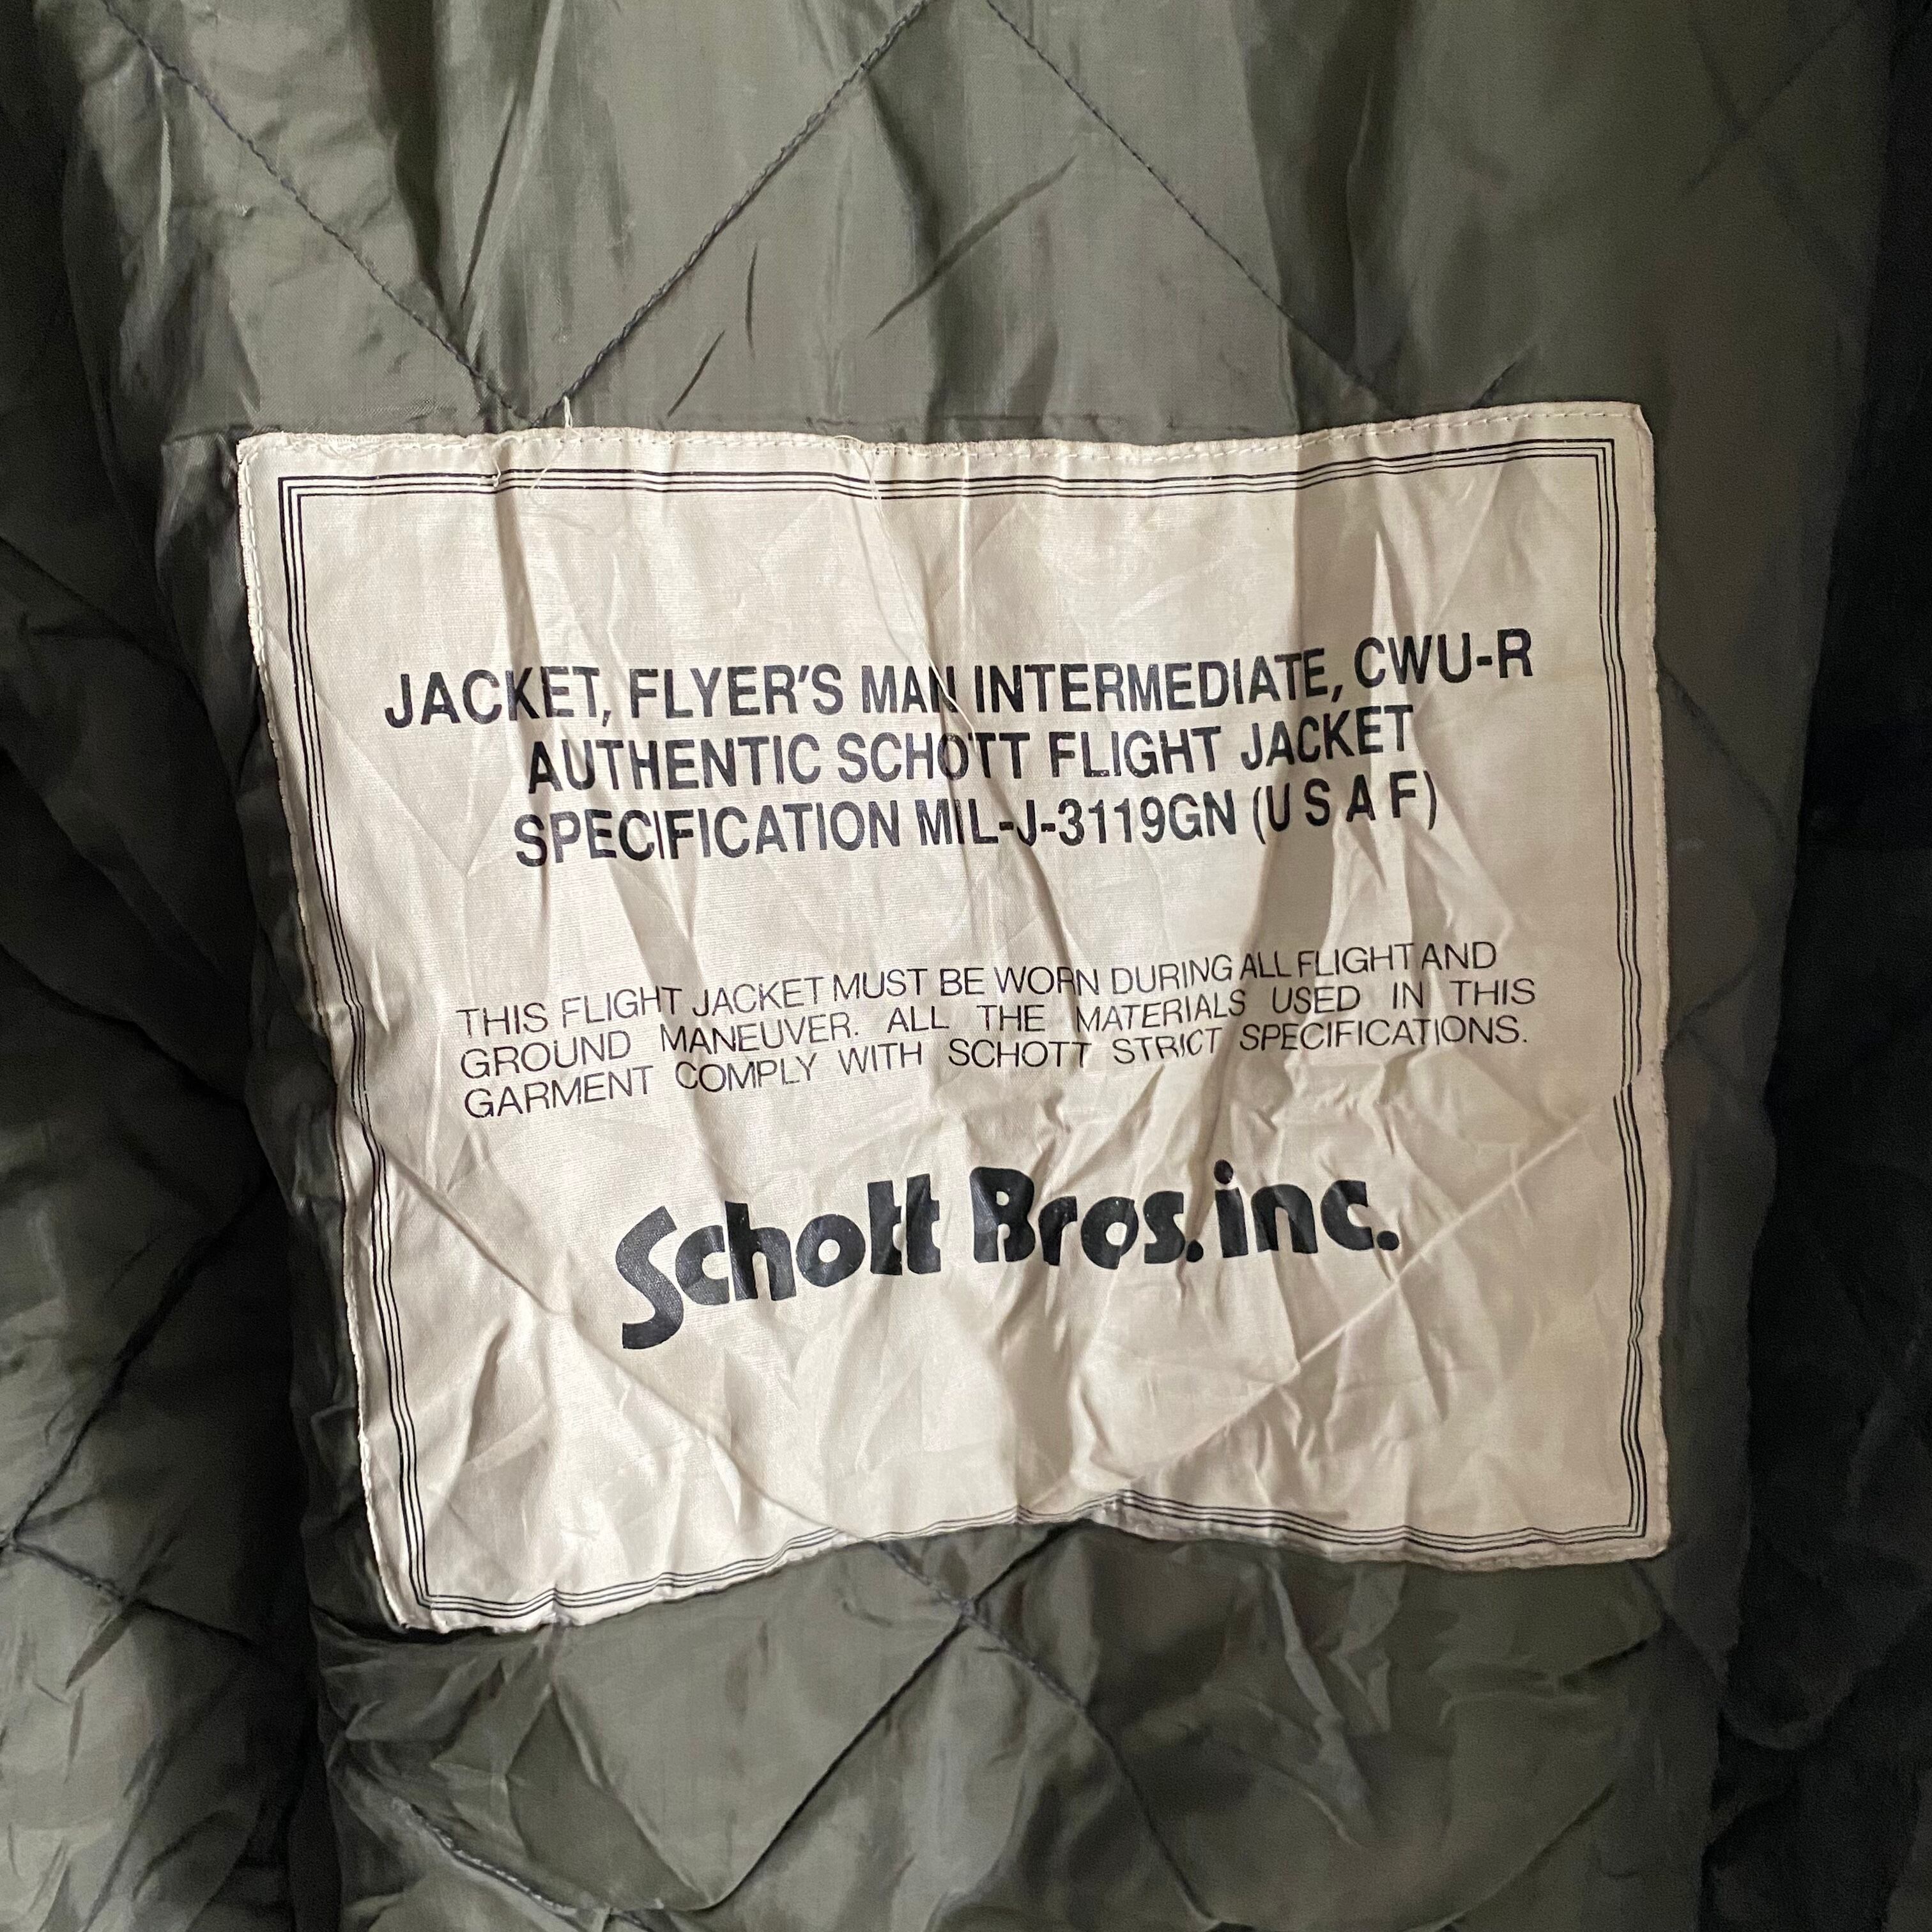 JACKET, FLYER'S MAN INTERMEDIATE, CWU-R
AUTHENTIC SCHOTT FLIGHT JACKET
SPECIFICATION MIL-J-3119GN (U S A F)
THIS FLIGHT JACKET MUST BE WORN DURING ALL FLIGHT AND
GROUND MANEUVER. ALL THE MATERIALS USED IN THIS
GARMENT COMPLY WITH SCHOTT STRICT SPECIFICATIONS.
Schott Bros. inc.